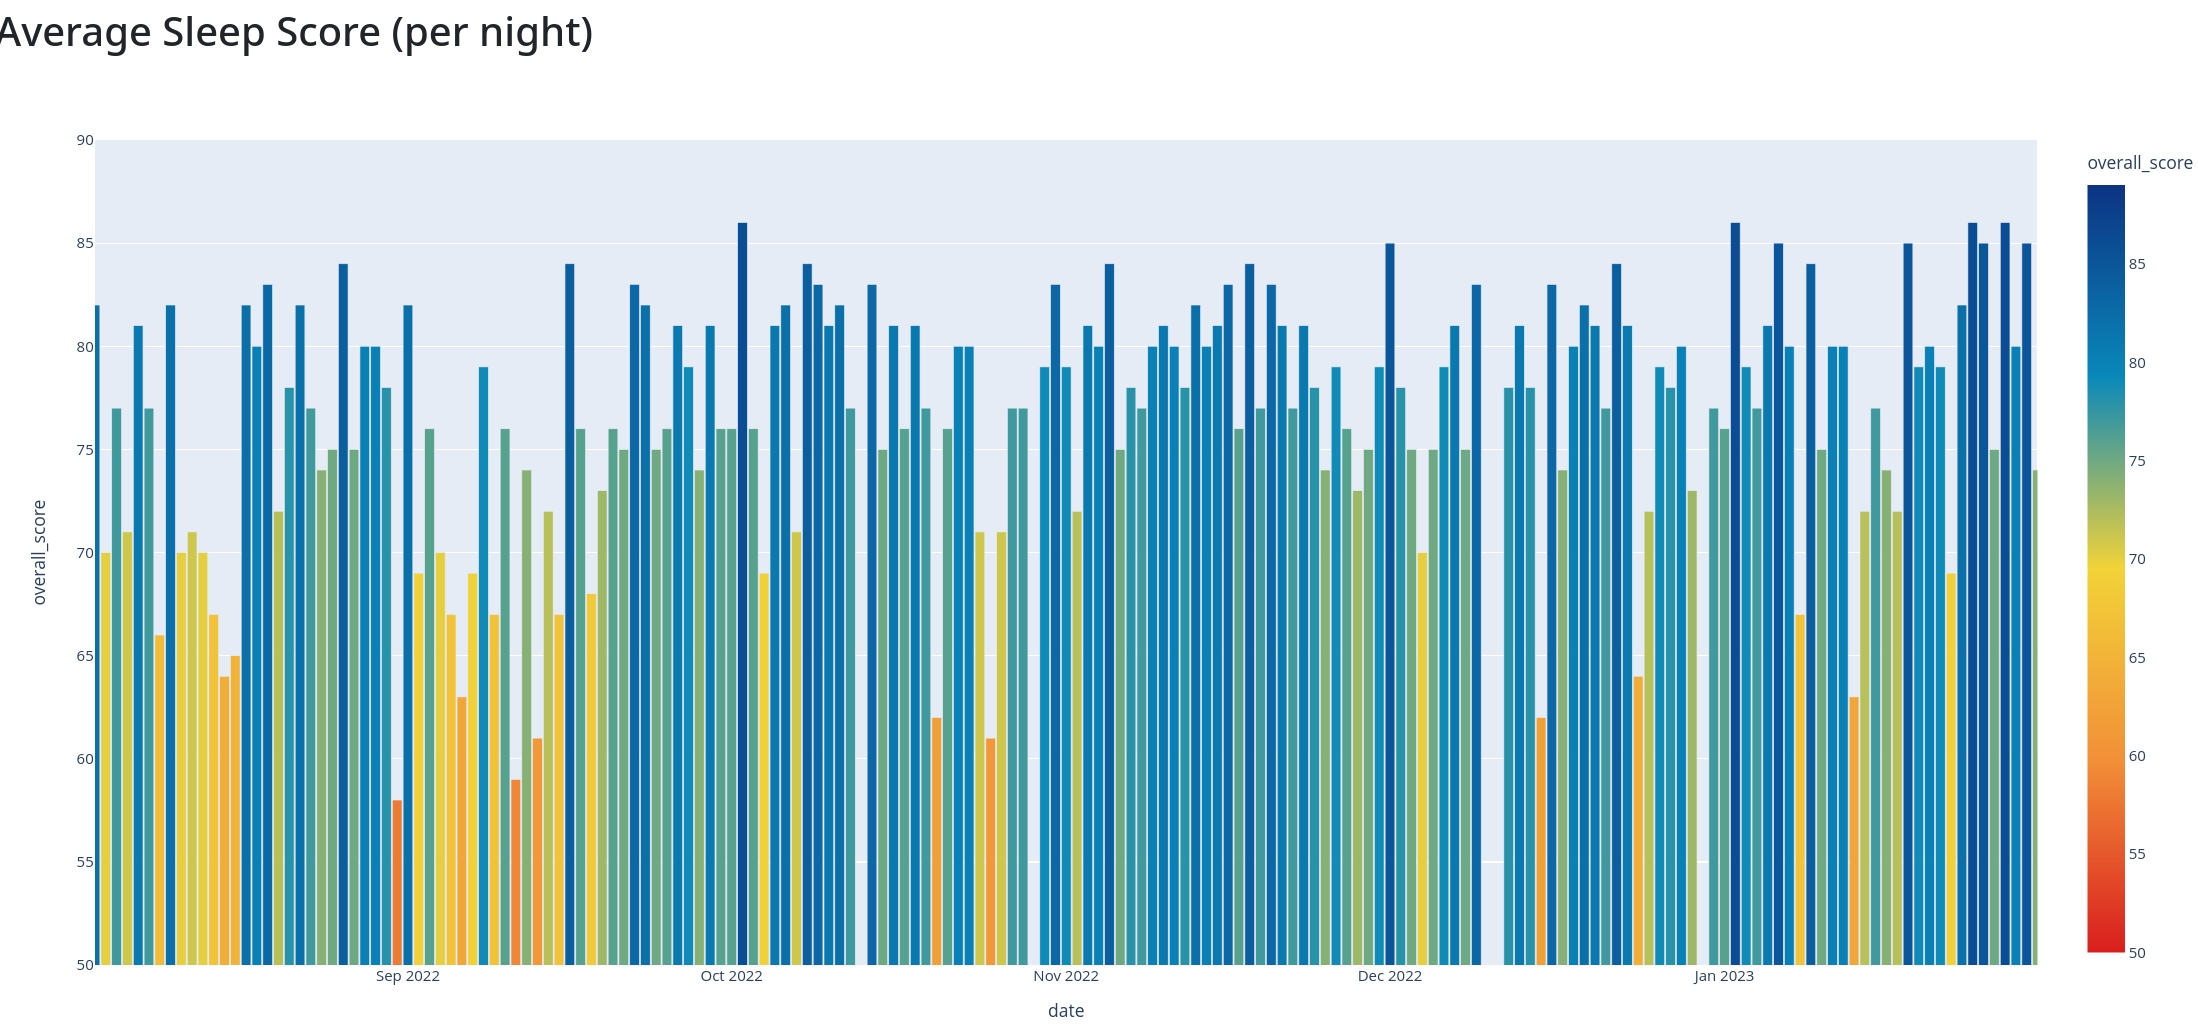 Average Sleep Score (per night)
overall_score
90
85
80
75
70
65
60
55
50
overall_score
85
80
75
70
65
60
55
50
Sep 2022
Oct 2022
Nov 2022
Dec 2022
Jan 2023
date